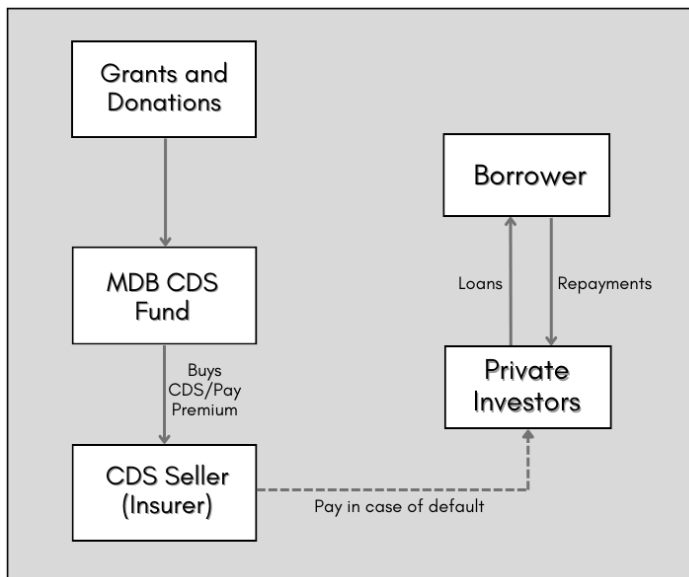 Grants and
Donations
MDB CDS
Fund
Buys
CDS/Pay
Premium
CDS Seller
(Insurer)
Pay in case of default
Borrower
Loans
Repayments
Private
Investors